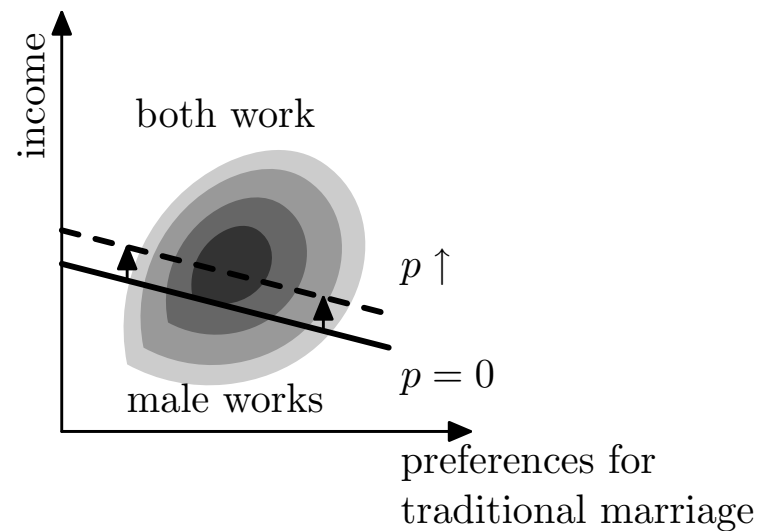 income
both work
p ↑
p = 0
male works
preferences for
traditional marriage